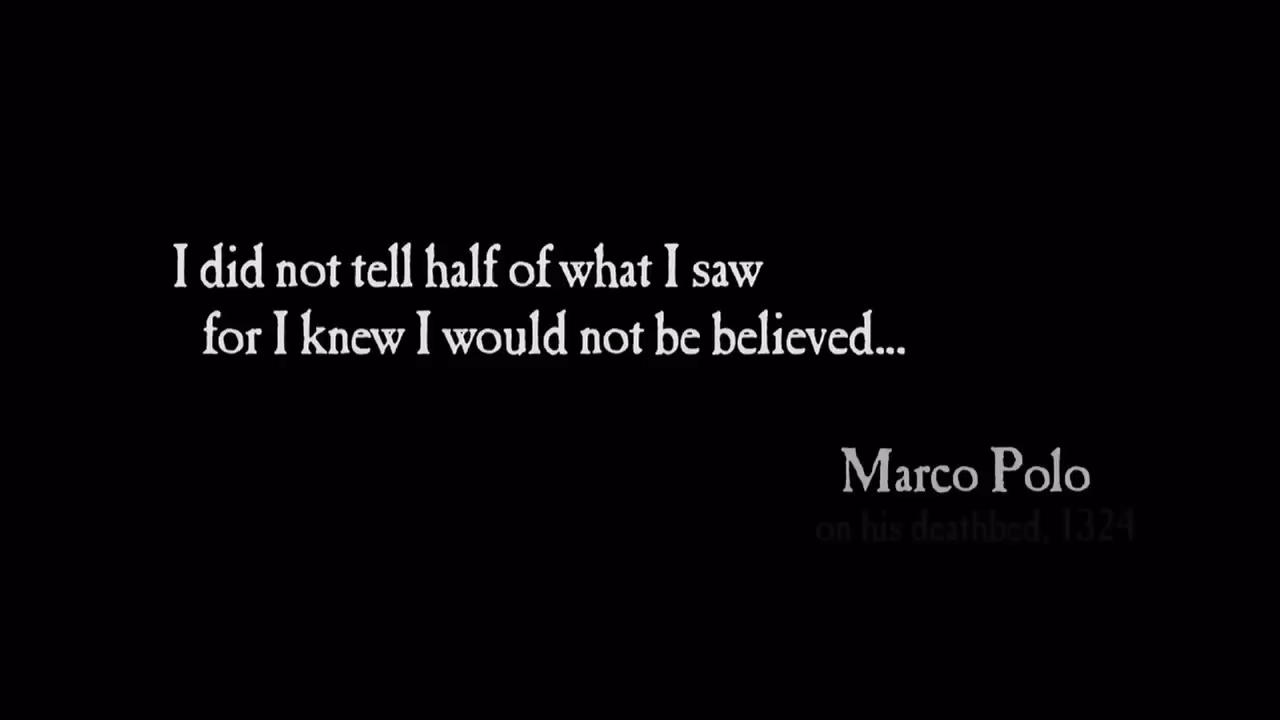 I did not tell half of what I saw
for I knew I would not be believed...
Marco Polo
on his deathbed, 1324